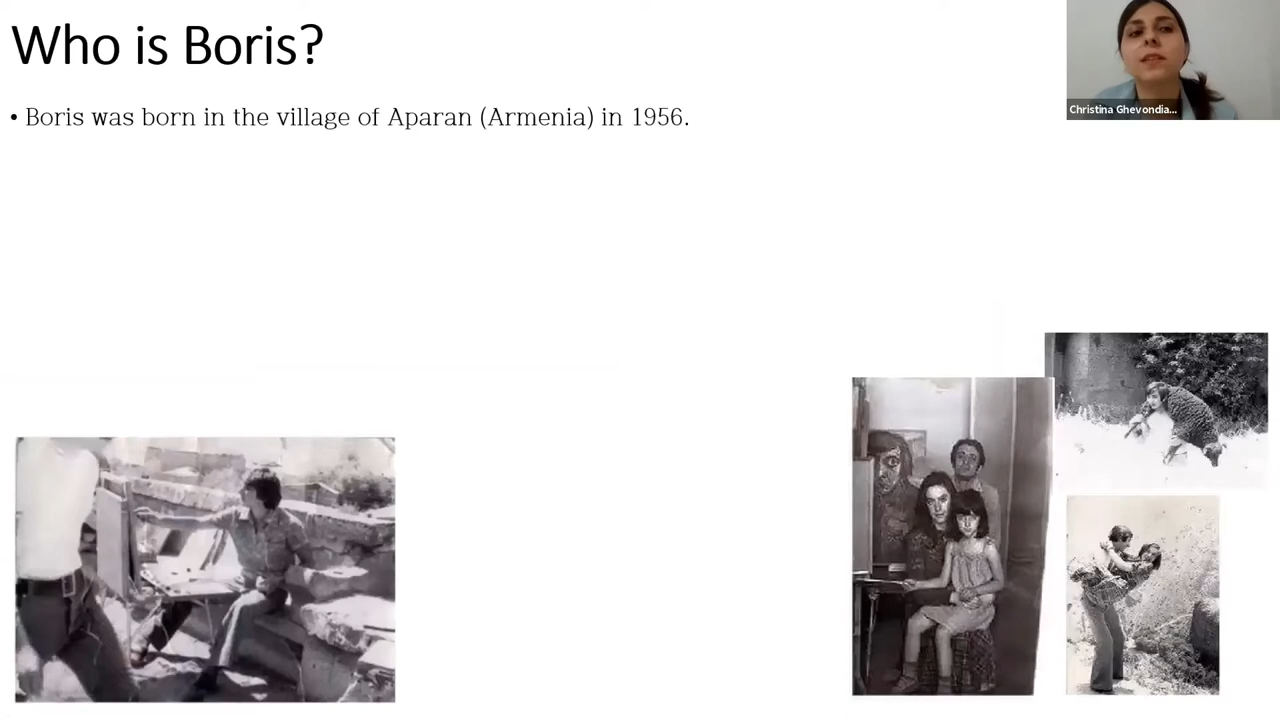 Who is Boris?
• Boris was born in the village of Aparan (Armenia) in 1956.
Christina Ghevondia...